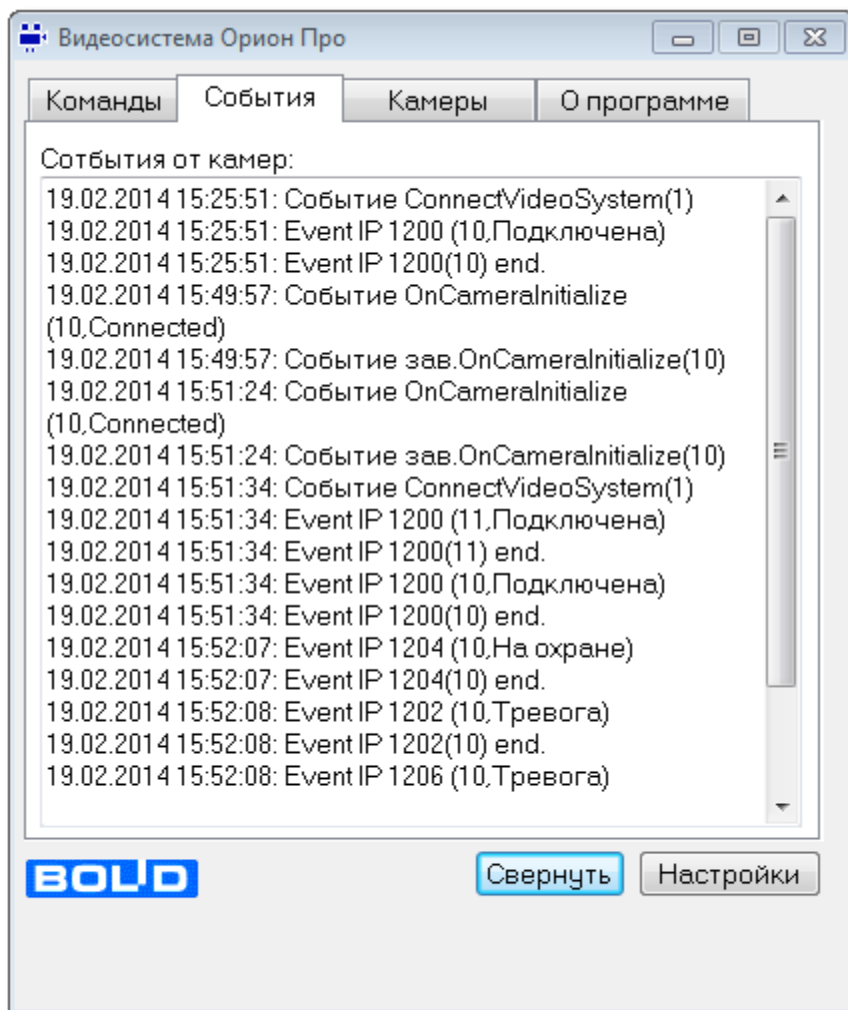 Видеосистема Орион Про
Команды
События
Камеры
О программе
Сотбытия от камер:
19.02.2014 15:25:51: Событие ConnectVideoSystem(1)
19.02.2014 15:25:51: Event IP 1200 (10,Подключена)
19.02.2014 15:25:51: Event IP 1200(10) end.
19.02.2014 15:49:57: Событие OnCameraInitialize
(10,Connected)
19.02.2014 15:49:57: Событие зав.OnCameraInitialize(10)
19.02.2014 15:51:24: Событие OnCameraInitialize
(10,Connected)
19.02.2014 15:51:24: Событие зав.OnCameraInitialize(10)
19.02.2014 15:51:34: Событие ConnectVideoSystem(1)
19.02.2014 15:51:34: Event IP 1200 (11,Подключена)
19.02.2014 15:51:34: Event IP 1200(11) end.
19.02.2014 15:51:34: Event IP 1200 (10,Подключена)
19.02.2014 15:51:34: Event IP 1200(10) end.
19.02.2014 15:52:07: Event IP 1204 (10,На охране)
19.02.2014 15:52:07: Event IP 1204(10) end.
19.02.2014 15:52:08: Event IP 1202 (10,Тревога)
19.02.2014 15:52:08: Event IP 1202(10) end.
19.02.2014 15:52:08: Event IP 1206 (10,Тревога)
BOLID
Свернуть
Настройки